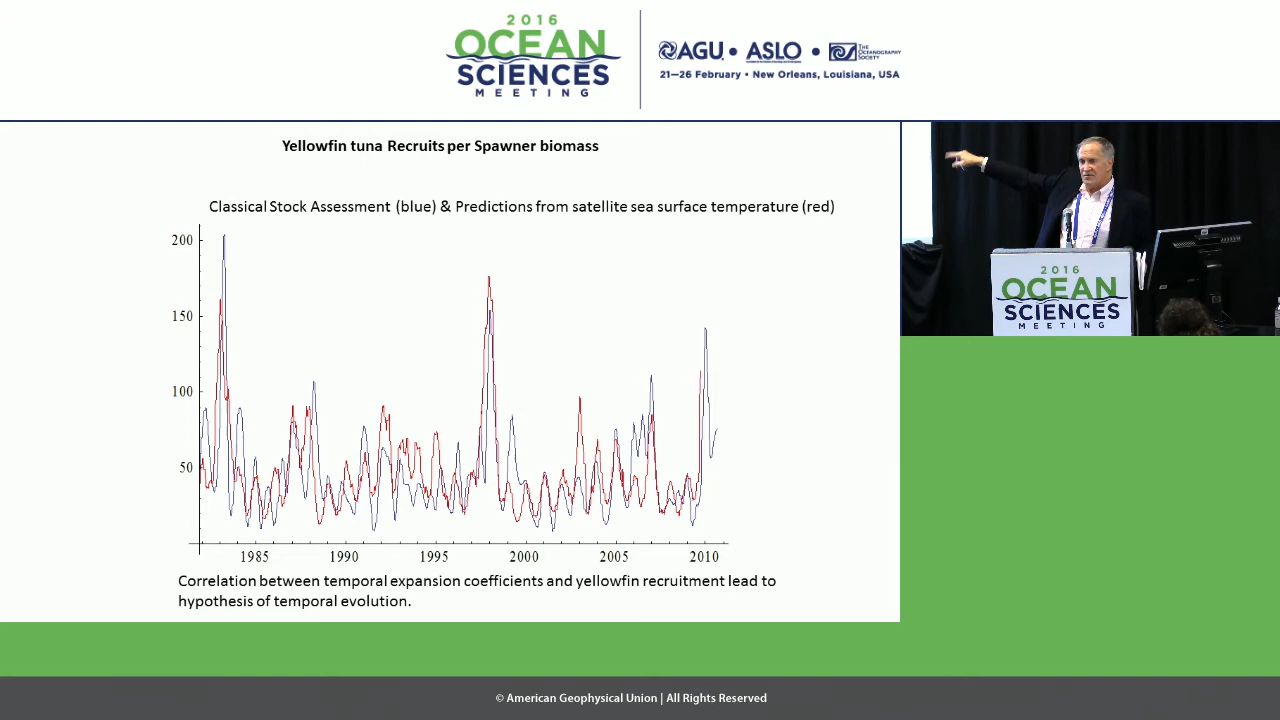 2016
OCEAN
SCIENCES
MEETING
AGU • ASLO • THE OCEANOGRAPHY SOCIETY
21—26 February • New Orleans, Louisiana, USA
Yellowfin tuna Recruits per Spawner biomass
Classical Stock Assessment (blue) & Predictions from satellite sea surface temperature (red)
200
150
100
50
1985 1990 1995 2000 2005 2010
Correlation between temporal expansion coefficients and yellowfin recruitment lead to
hypothesis of temporal evolution.
2016
OCEAN
SCIENCES
MEETING
© American Geophysical Union | All Rights Reserved